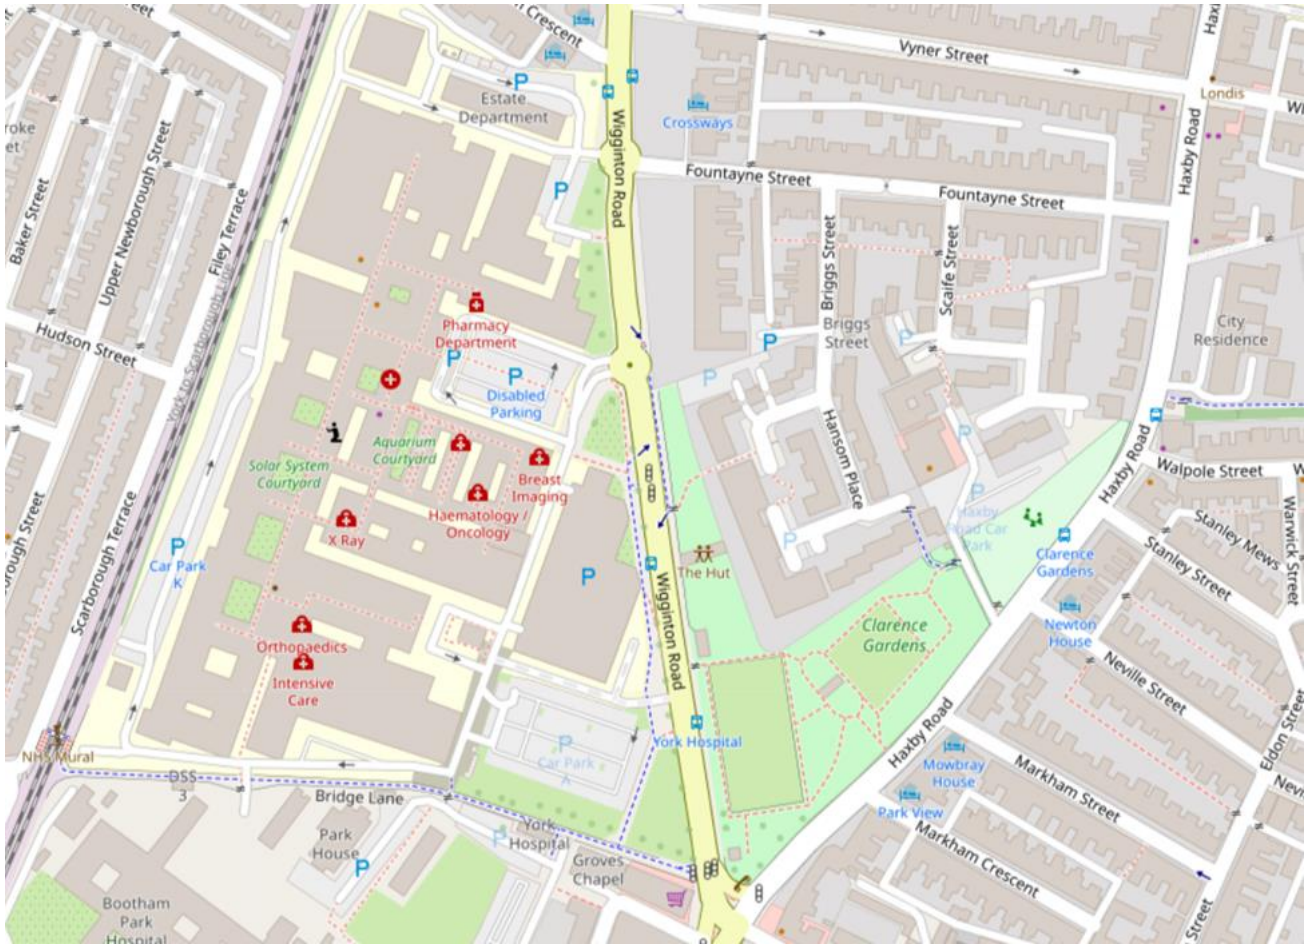 Crescent
Vyner Street
Londis
Haxby Road
Estate
Department
Crossways
Wigginton Road
Fountayne Street
Fountayne Street
Baker Street
Upper Newborough Street
Filey Terrace
York to Scarborough Line
Hudson Street
Briggs Street
Scaife Street
Briggs
Street
City
Residence
Pharmacy
Department
P
Disabled
Parking
Aquarium
Courtyard
Solar System
Courtyard
Breast
Imaging
Haematology /
Oncology
X Ray
Hansom Place
Haxby Road
Walpole Street
Warwick Street
Stanley Mews
Stanley Street
Haxby
Road Car
Park
Clarence
Gardens
Car Park
K
Scarborough Terrace
The Hut
Wigginton Road
Clarence
Gardens
Newton
House
Neville Street
Orthopaedics
Intensive
Care
NHS Mural
DSS
3
Bridge Lane
Car Park
A
York Hospital
Haxby Road
Mowbray
House
Park View
Markham Street
Markham Crescent
Eldon Street
Park
House
York
Hospital
Groves
Chapel
Bootham
Park
Hospital
Street